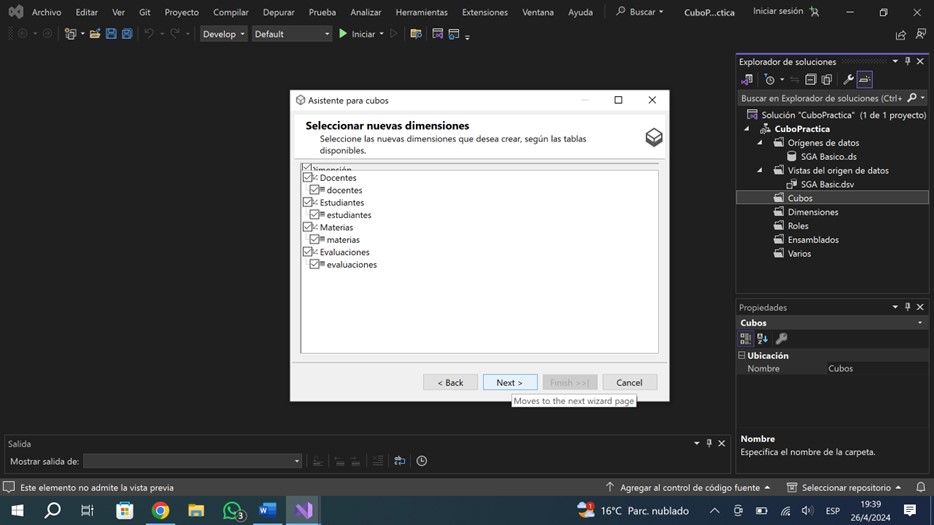 Archivo Editar Ver Git Proyecto Compilar Depurar Prueba Analizar Herramientas Extensiones Ventana Ayuda Buscar CuboP...ctica Iniciar sesión
Develop Default Iniciar
Explorador de soluciones
Buscar en Explorador de soluciones (Ctrl+
Solución "CuboPractica" (1 de 1 proyecto)
CuboPractica
Orígenes de datos
SGA Basico..ds
Vistas del origen de datos
SGA Basic.dsv
Cubos
Dimensiones
Roles
Ensamblados
Varios
Asistente para cubos
Seleccionar nuevas dimensiones
Seleccione las nuevas dimensiones que desea crear, según las tablas
disponibles.
Dimensión
Docentes
docentes
Estudiantes
estudiantes
Materias
materias
Evaluaciones
evaluaciones
< Back Next > Finish >>| Cancel
Moves to the next wizard page
Propiedades
Cubos
Ubicación
Nombre Cubos
Nombre
Especifica el nombre de la carpeta.
Salida
Mostrar salida de:
Este elemento no admite la vista previa Agregar al control de código fuente Seleccionar repositorio
3 16°C Parc. nublado ESP 19:39
26/4/2024